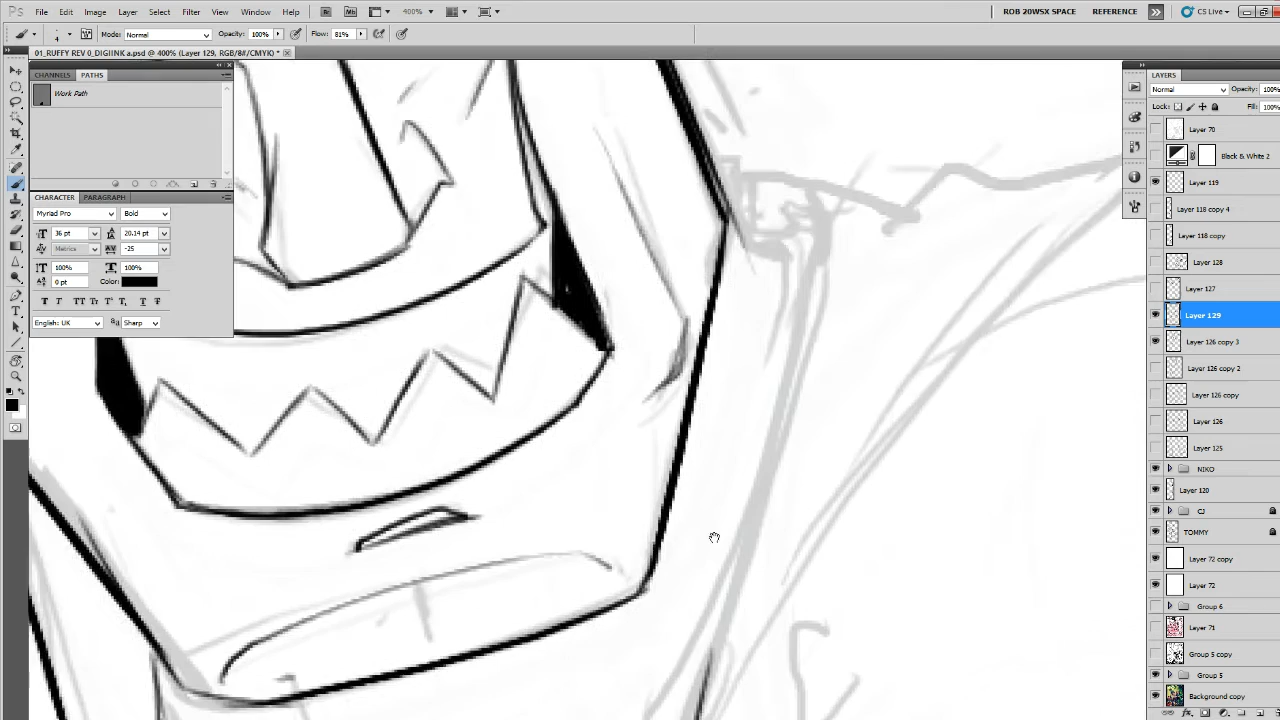 Ps File Edit Image Layer Select Filter View Window Help Br Mb 400% ROB 20WSX SPACE REFERENCE CS Live
Mode: Normal Opacity: 100% Flow: 81%
01_RUFFY REV 0_DIGIINK a.psd @ 400% (Layer 129, RGB/8#/CMYK) *
CHANNELS PATHS
Work Path
CHARACTER PARAGRAPH
Myriad Pro Bold
36 pt 20.14 pt
Metrics -25
100% 100%
0 pt Color:
English: UK Sharp
LAYERS
Normal Opacity: 100%
Lock: Fill: 100%
Layer 70
Black & White 2
Layer 119
Layer 118 copy 4
Layer 118 copy
Layer 128
Layer 127
Layer 129
Layer 126 copy 3
Layer 126 copy 2
Layer 126 copy
Layer 126
Layer 125
NIKO
Layer 120
CJ
TOMMY
Layer 72 copy
Layer 72
Group 6
Layer 71
Group 5 copy
Group 5
Background copy